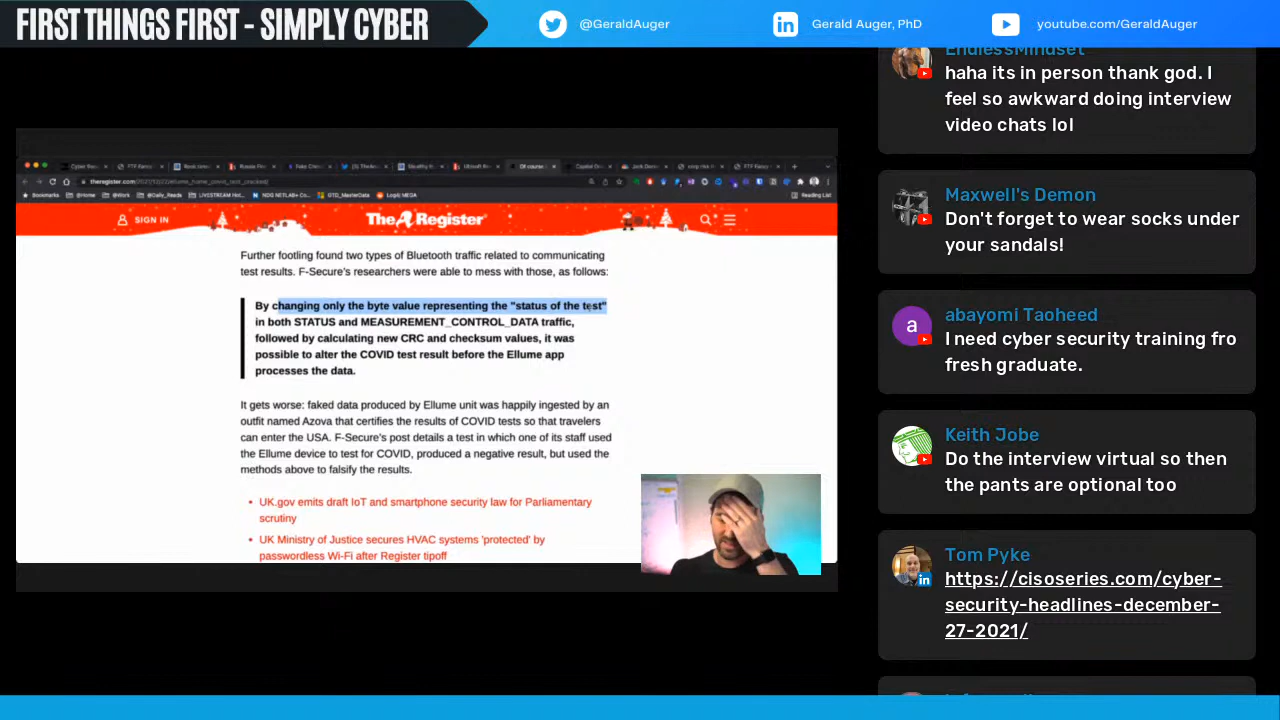 FIRST THINGS FIRST - SIMPLY CYBER
@GeraldAuger
Gerald Auger, PhD
youtube.com/GeraldAuger
SIGN IN
The Register
Further footling found two types of Bluetooth traffic related to communicating
test results. F-Secure's researchers were able to mess with those, as follows:
By changing only the byte value representing the "status of the test"
in both STATUS and MEASUREMENT_CONTROL_DATA traffic,
followed by calculating new CRC and checksum values, it was
possible to alter the COVID test result before the Ellume app
processes the data.
It gets worse: faked data produced by Ellume unit was happily ingested by an
outfit named Azova that certifies the results of COVID tests so that travelers
can enter the USA. F-Secure's post details a test in which one of its staff used
the Ellume device to test for COVID, produced a negative result, but used the
methods above to falsify the results.
• UK.gov emits draft IoT and smartphone security law for Parliamentary
scrutiny
• UK Ministry of Justice secures HVAC systems 'protected' by
passwordless Wi-Fi after Register tipoff
EndlessMindset
haha its in person thank god. I
feel so awkward doing interview
video chats lol
Maxwell's Demon
Don't forget to wear socks under
your sandals!
a
abayomi Taoheed
I need cyber security training fro
fresh graduate.
Keith Jobe
Do the interview virtual so then
the pants are optional too
Tom Pyke
https://cisoseries.com/cyber-
security-headlines-december-
27-2021/